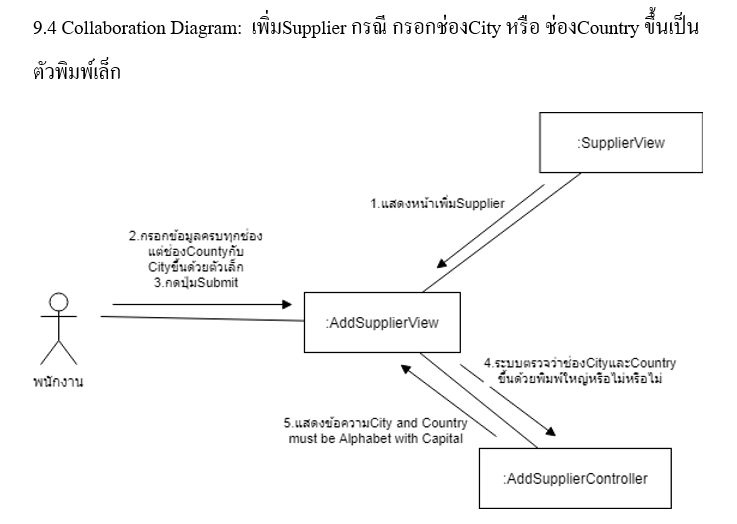 9.4 Collaboration Diagram: เพิ่มSupplier กรณี กรอกช่องCity หรือ ช่องCountry ขึ้นเป็น
ตัวพิมพ์เล็ก
:SupplierView
1.แสดงหน้าเพิ่มSupplier
2.กรอกข้อมูลครบทุกช่อง
แต่ช่องCountyกับ
Cityขึ้นด้วยตัวเล็ก
3.กดปุ่มSubmit
:AddSupplierView
พนักงาน
4.ระบบตรวจว่าช่องCityและCountry
ขึ้นด้วยพิมพ์ใหญ่หรือไม่หรือไม่
5.แสดงข้อความCity and Country
must be Alphabet with Capital
:AddSupplierController